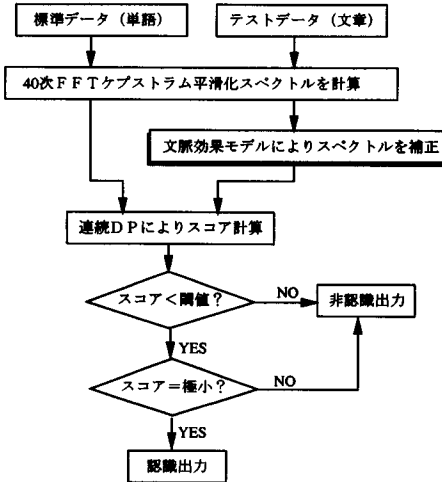 標準データ（単語）
テストデータ（文章）
40次ＦＦＴケプストラム平滑化スペクトルを計算
文脈効果モデルによりスペクトルを補正
連続ＤＰによりスコア計算
スコア＜閾値？
NO
非認識出力
YES
スコア＝極小？
NO
YES
認識出力